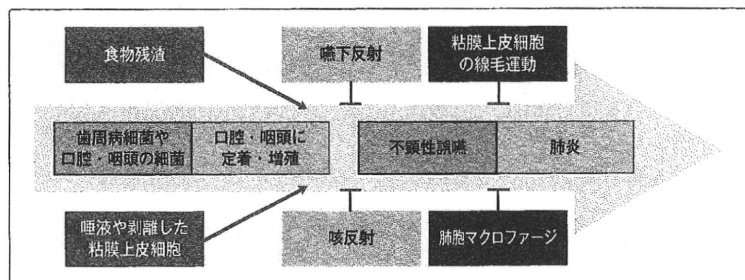 食物残渣
嚥下反射
粘膜上皮細胞
の線毛運動
歯周病細菌や
口腔・咽頭の細菌
口腔・咽頭に
定着・増殖
不顕性誤嚥
肺炎
唾液や剥離した
粘膜上皮細胞
咳反射
肺胞マクロファージ